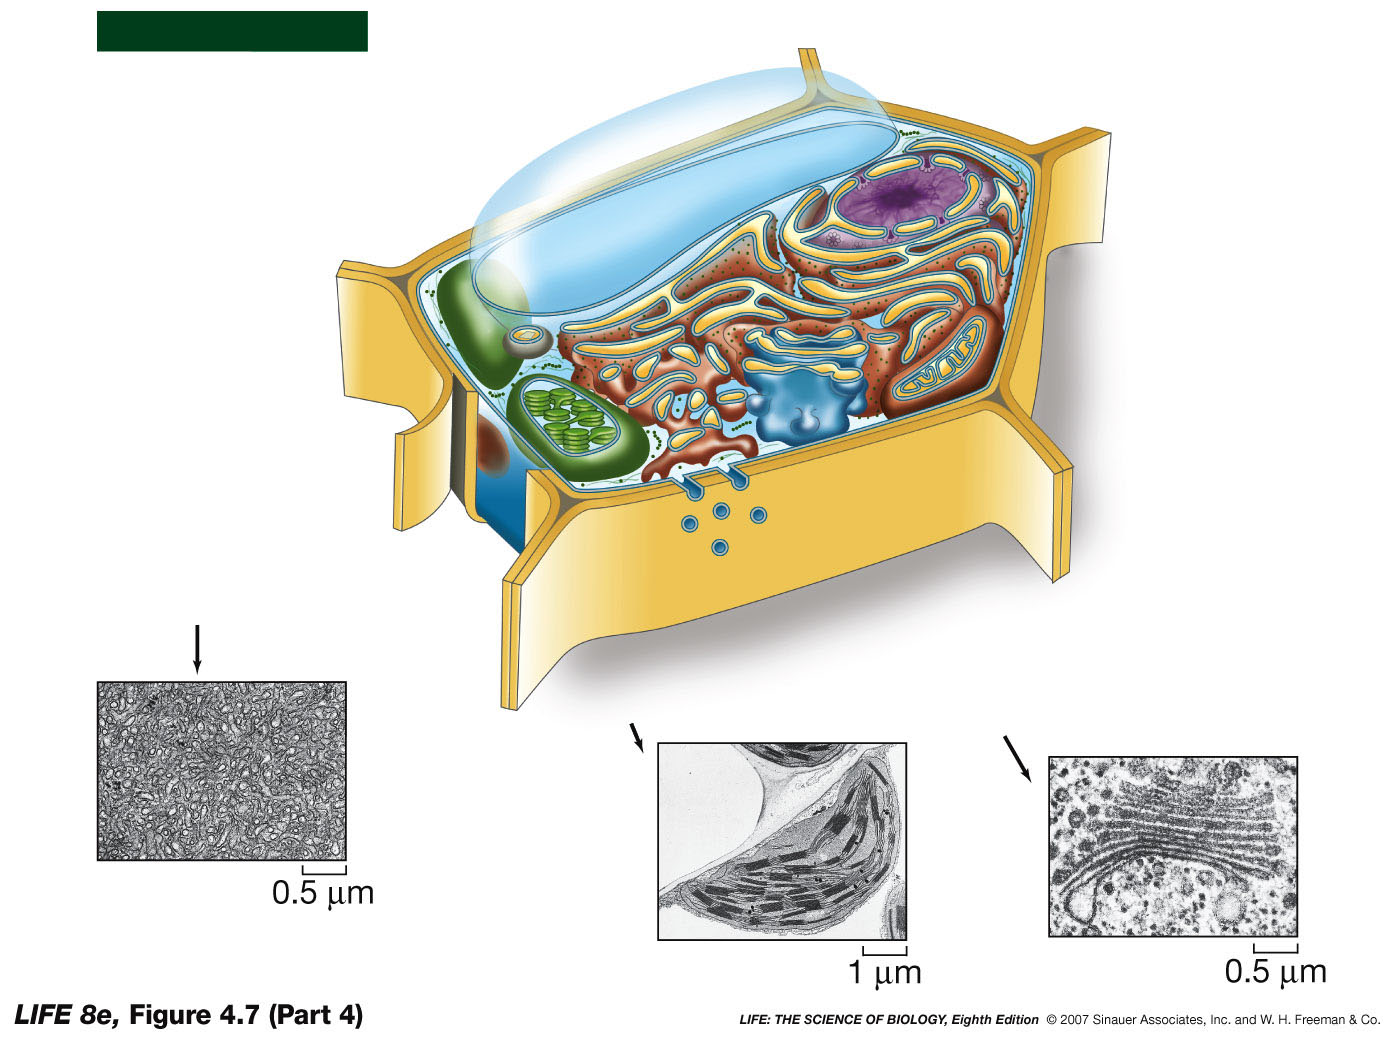 0.5 µm
1 µm
0.5 µm
LIFE 8e, Figure 4.7 (Part 4)
LIFE: THE SCIENCE OF BIOLOGY, Eighth Edition © 2007 Sinauer Associates, Inc. and W. H. Freeman & Co.